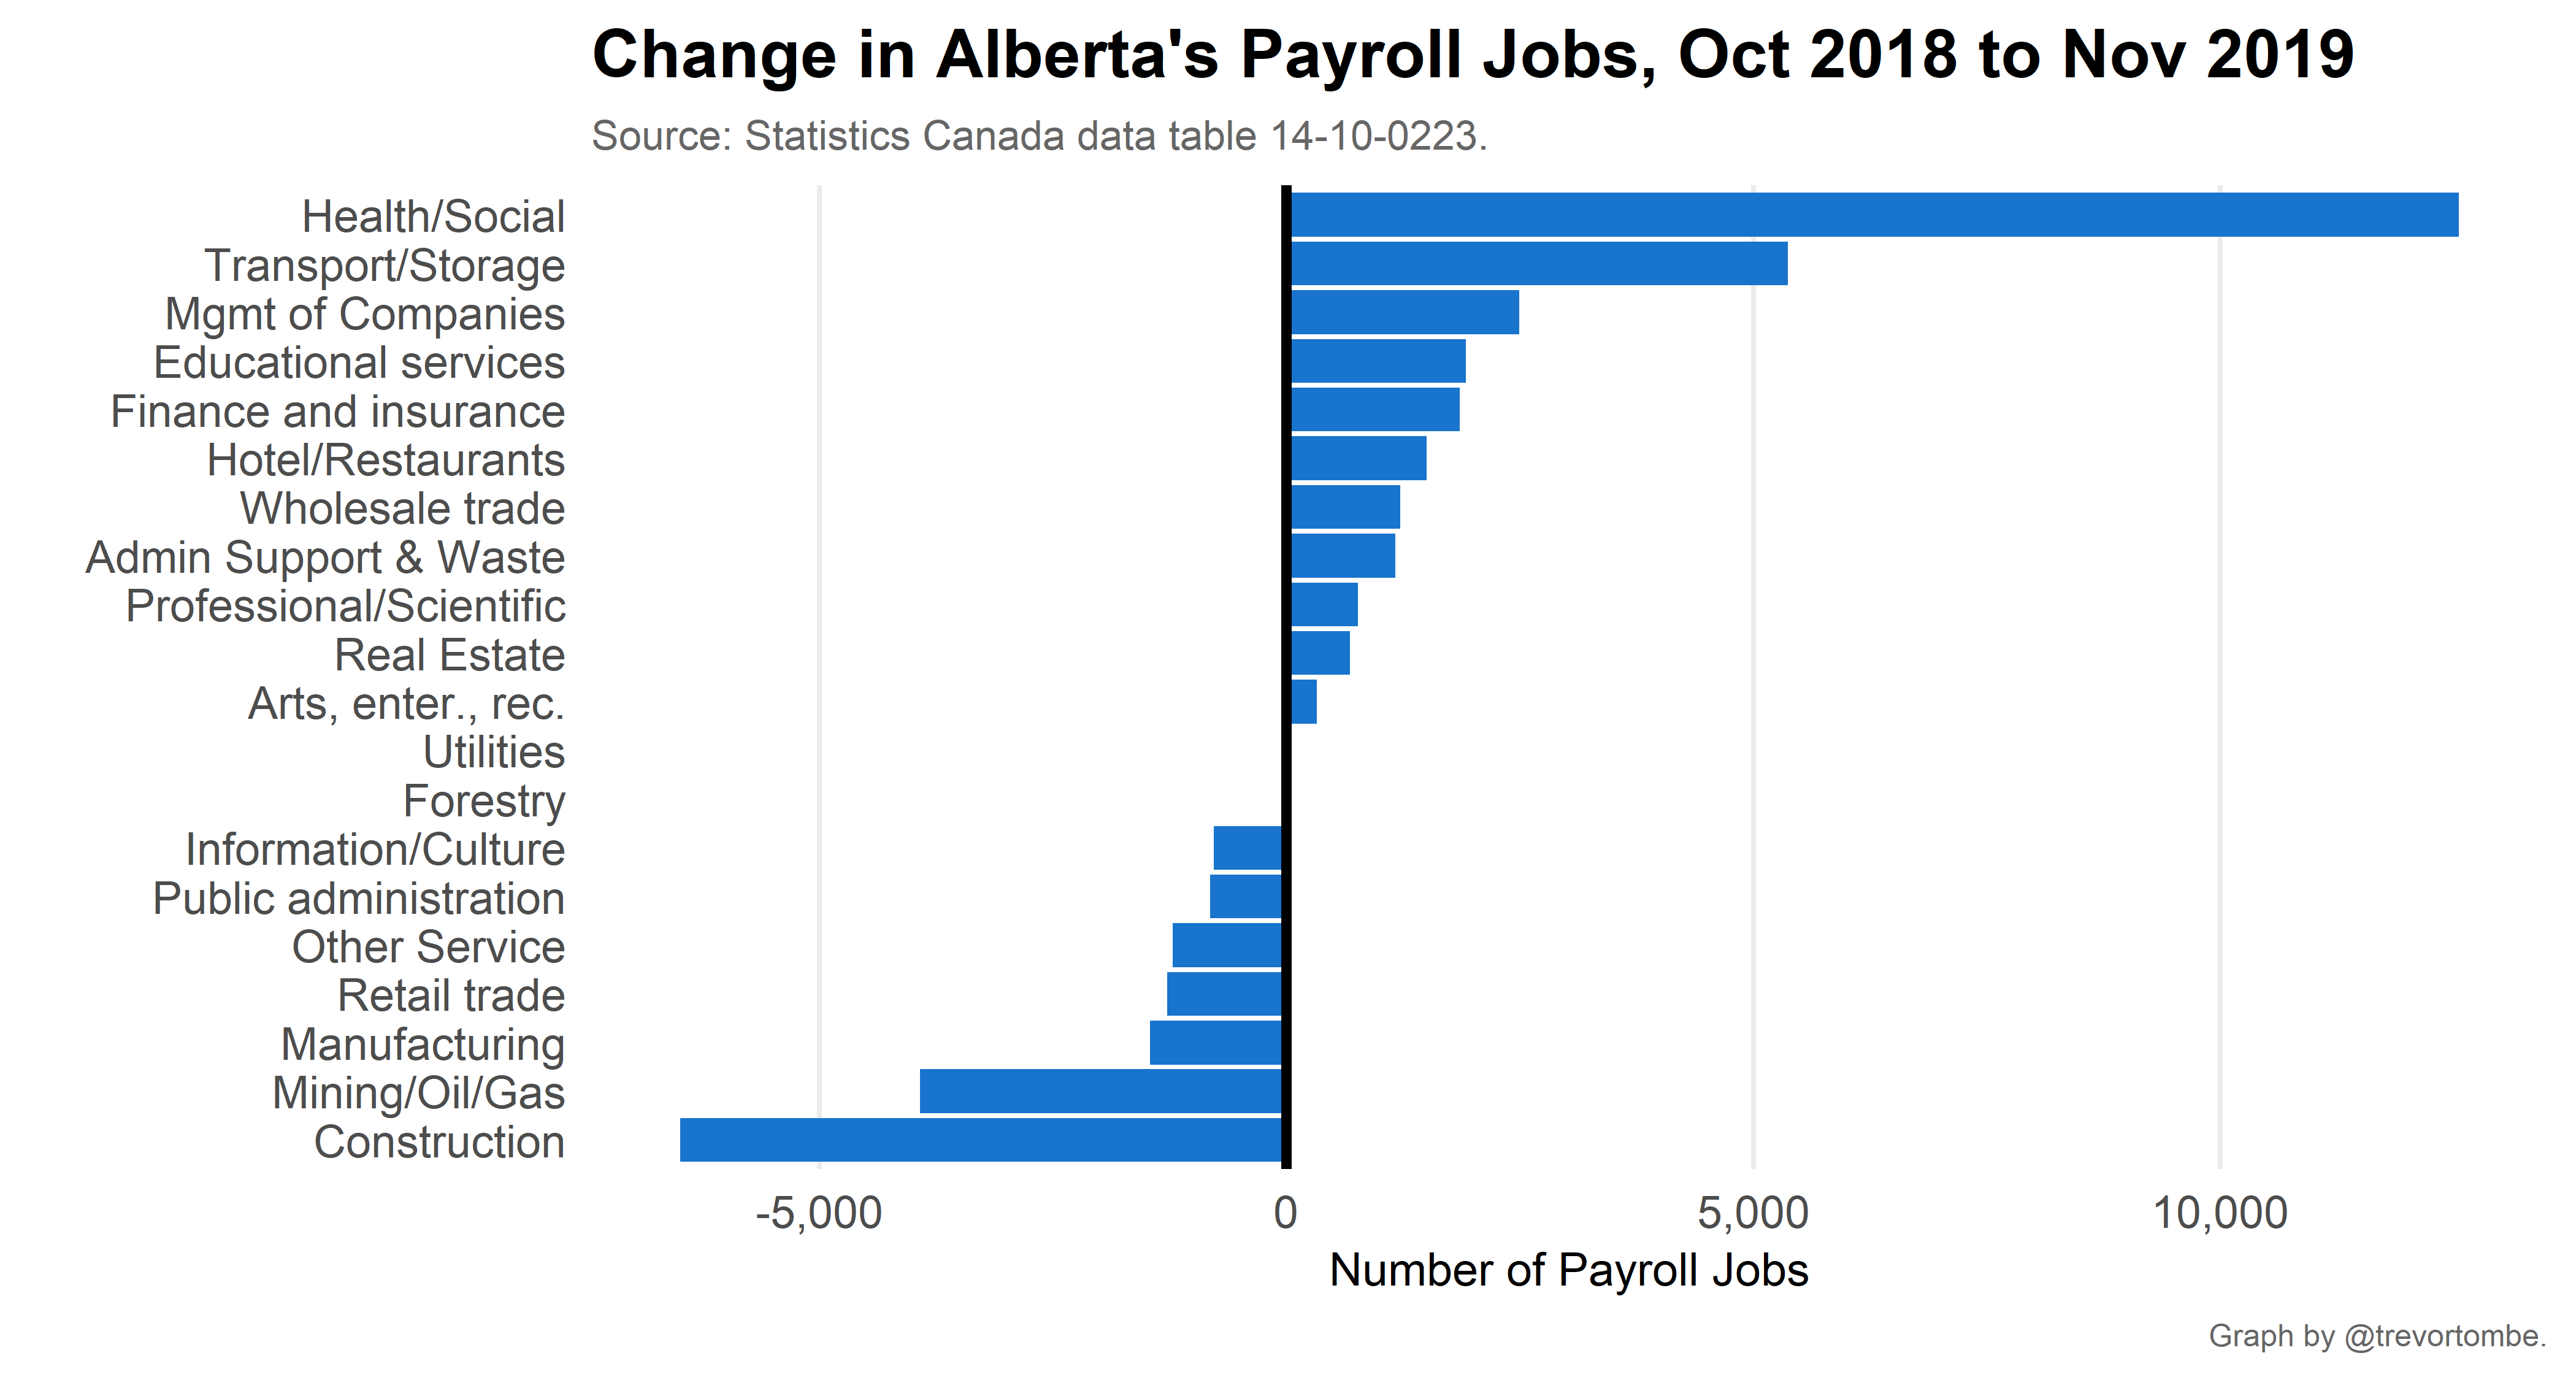 Change in Alberta's Payroll Jobs, Oct 2018 to Nov 2019
Source: Statistics Canada data table 14-10-0223.
Health/Social
Transport/Storage
Mgmt of Companies
Educational services
Finance and insurance
Hotel/Restaurants
Wholesale trade
Admin Support & Waste
Professional/Scientific
Real Estate
Arts, enter., rec.
Utilities
Forestry
Information/Culture
Public administration
Other Service
Retail trade
Manufacturing
Mining/Oil/Gas
Construction
-5,000 0 5,000 10,000
Number of Payroll Jobs
Graph by @trevortombe.